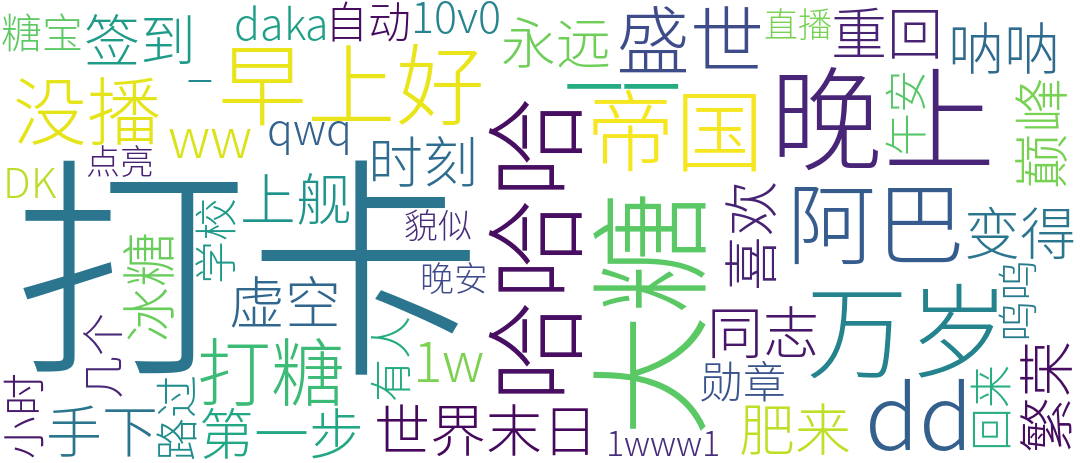 糖宝
签到
daka
自动
10v0
永远
盛世
直播
重回
呐呐
没播
_
早上好
一
帝国
晚上
午安
颠峰
ww
qwq
点亮
时刻
DK
打卡
上舰
学校
貌似
哈哈哈
大糖
喜欢
阿巴
变得
冰糖
虚空
晚安
呜呜
几个
打糖
有人
1w
同志
万岁
勋章
小时
手下
路过
第一步
世界末日
1www1
肥来
dd
回来
繁荣